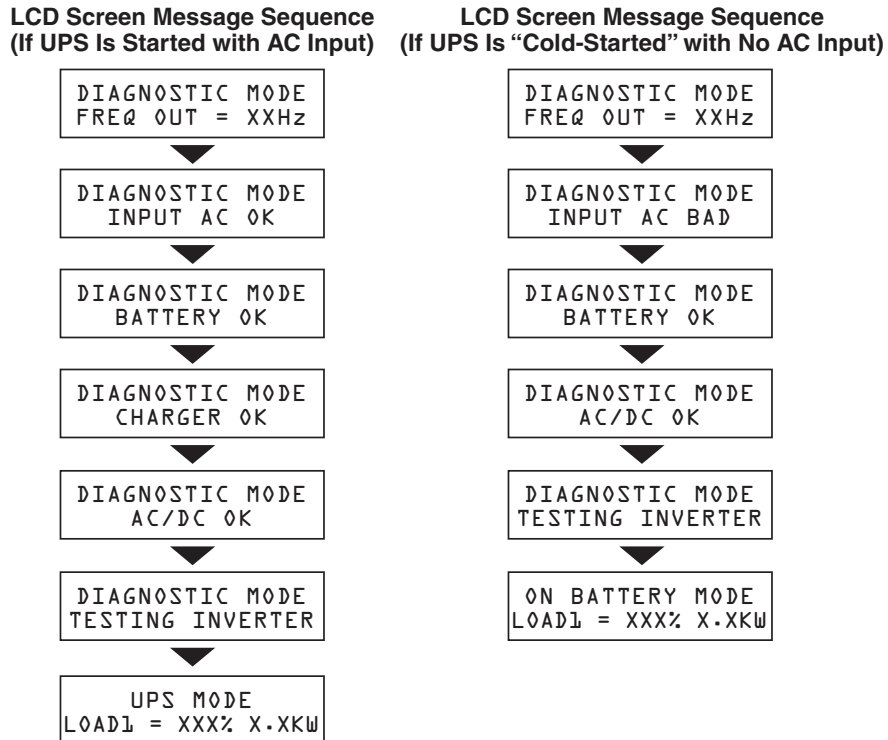 LCD Screen Message Sequence
(If UPS Is Started with AC Input)
DIAGNOSTIC MODE
FREQ OUT = XXHz
DIAGNOSTIC MODE
INPUT AC OK
DIAGNOSTIC MODE
BATTERY OK
DIAGNOSTIC MODE
CHARGER OK
DIAGNOSTIC MODE
AC/DC OK
DIAGNOSTIC MODE
TESTING INVERTER
UPS MODE
LOAD1 = XXX% X.XKW
LCD Screen Message Sequence
(If UPS Is “Cold-Started” with No AC Input)
DIAGNOSTIC MODE
FREQ OUT = XXHz
DIAGNOSTIC MODE
INPUT AC BAD
DIAGNOSTIC MODE
BATTERY OK
DIAGNOSTIC MODE
AC/DC OK
DIAGNOSTIC MODE
TESTING INVERTER
ON BATTERY MODE
LOAD1 = XXX% X.XKW